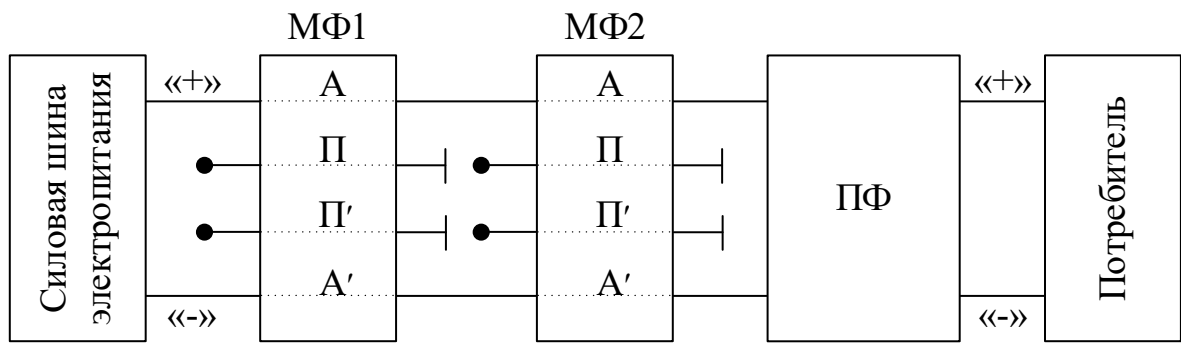 МФ1
МФ2
Силовая шина
электропитания
«+»
«-»
А
П
П′
А′
А
П
П′
А′
ПФ
«+»
«-»
Потребитель